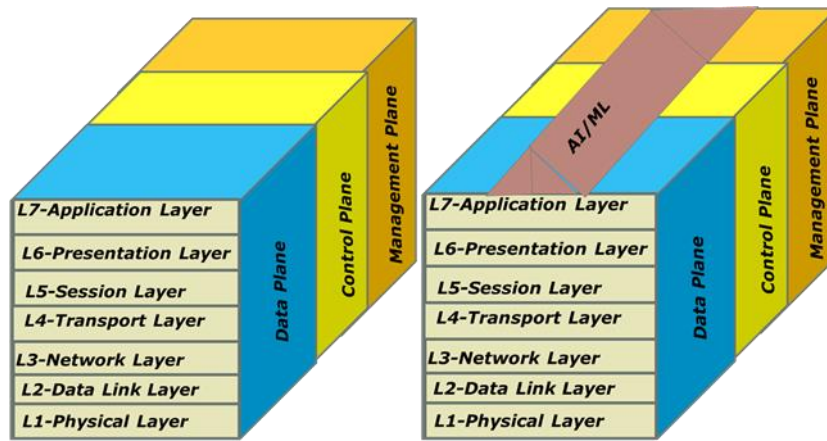 L7-Application Layer
L6-Presentation Layer
L5-Session Layer
L4-Transport Layer
L3-Network Layer
L2-Data Link Layer
L1-Physical Layer
Data Plane
Control Plane
Management Plane
AI/ML
L7-Application Layer
L6-Presentation Layer
L5-Session Layer
L4-Transport Layer
L3-Network Layer
L2-Data Link Layer
L1-Physical Layer
Data Plane
Control Plane
Management Plane